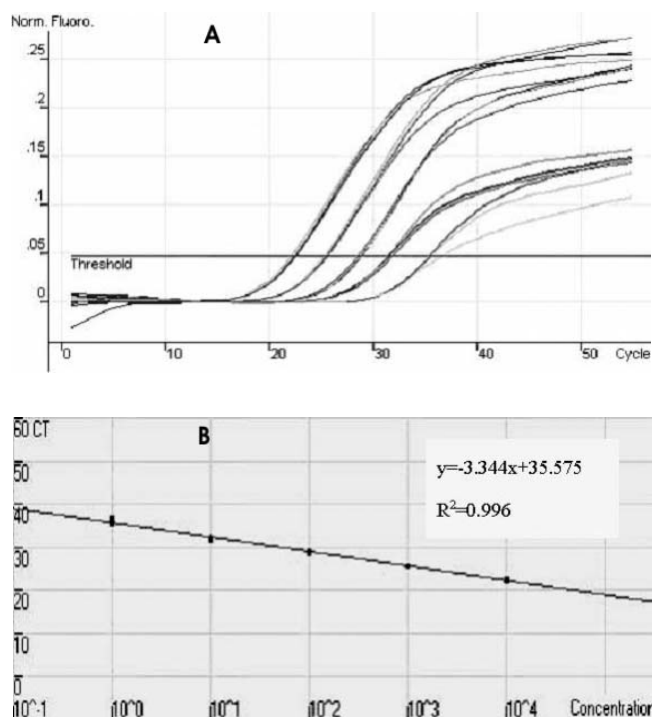 Norm. Fluoro.
A
.25
.2
.15
.1
.05
Threshold
0
0 10 20 30 40 50 Cycle
60 CT
B
50
y=-3.344x+35.575
40
R²=0.996
30
20
10
0
10^-1 10^0 10^1 10^2 10^3 10^4 Concentration